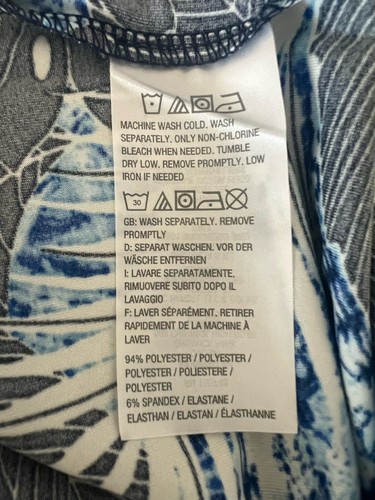 MACHINE WASH COLD. WASH
SEPARATELY. ONLY NON-CHLORINE
BLEACH WHEN NEEDED. TUMBLE
DRY LOW. REMOVE PROMPTLY. LOW
IRON IF NEEDED
30
GB: WASH SEPARATELY. REMOVE
PROMPTLY
D: SEPARAT WASCHEN. VOR DER
WÄSCHE ENTFERNEN
I: LAVARE SEPARATAMENTE.
RIMUOVERE SUBITO DOPO IL
LAVAGGIO
F: LAVER SÉPARÉMENT. RETIRER
RAPIDEMENT DE LA MACHINE À
LAVER
94% POLYESTER / POLYESTER /
POLYESTER / POLIESTERE /
POLYESTER
6% SPANDEX / ELASTANE /
ELASTHAN / ELASTAN / ÉLASTHANNE